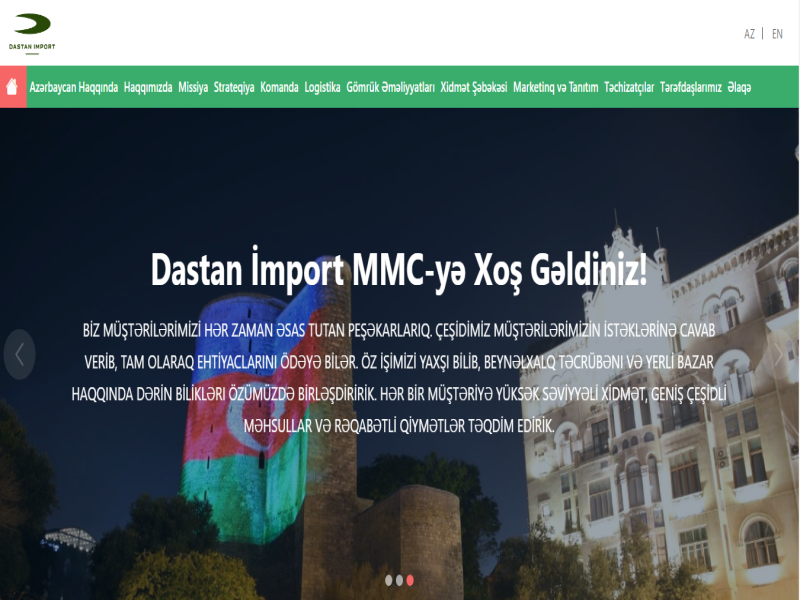 DASTAN IMPORT
AZ | EN
Azərbaycan Haqqında Haqqımızda Missiya Strateqiya Komanda Logistika Gömrük Əməliyyatları Xidmət Şəbəkəsi Marketinq və Tanıtım Təchizatçılar Tərəfdaşlarımız Əlaqə
Dastan İmport MMC-yə Xoş Gəldiniz!
BİZ MÜŞTƏRİLƏRİMİZİ HƏR ZAMAN ƏSAS TUTAN PEŞƏKARLARIQ. ÇEŞİDİMİZ MÜŞTƏRİLƏRİMİZİN İSTƏKLƏRİNƏ CAVAB
VERİB, TAM OLARAQ EHTİYACLARINI ÖDƏYƏ BİLƏR. ÖZ İŞİMİZİ YAXŞI BİLİB, BEYNƏLXALQ TƏCRÜBƏNI VƏ YERLİ BAZAR
HAQQINDA DƏRİN BİLIKLƏRI ÖZÜMÜZDƏ BİRLƏŞDİRİRİK. HƏR BİR MÜŞTƏRİYƏ YÜKSƏK SƏVİYYƏLİ XİDMƏT, GENİŞ ÇEŞİDLİ
MƏHSULLAR VƏ RƏQABƏTLİ QİYMƏTLƏR TƏQDİM EDİRİK.